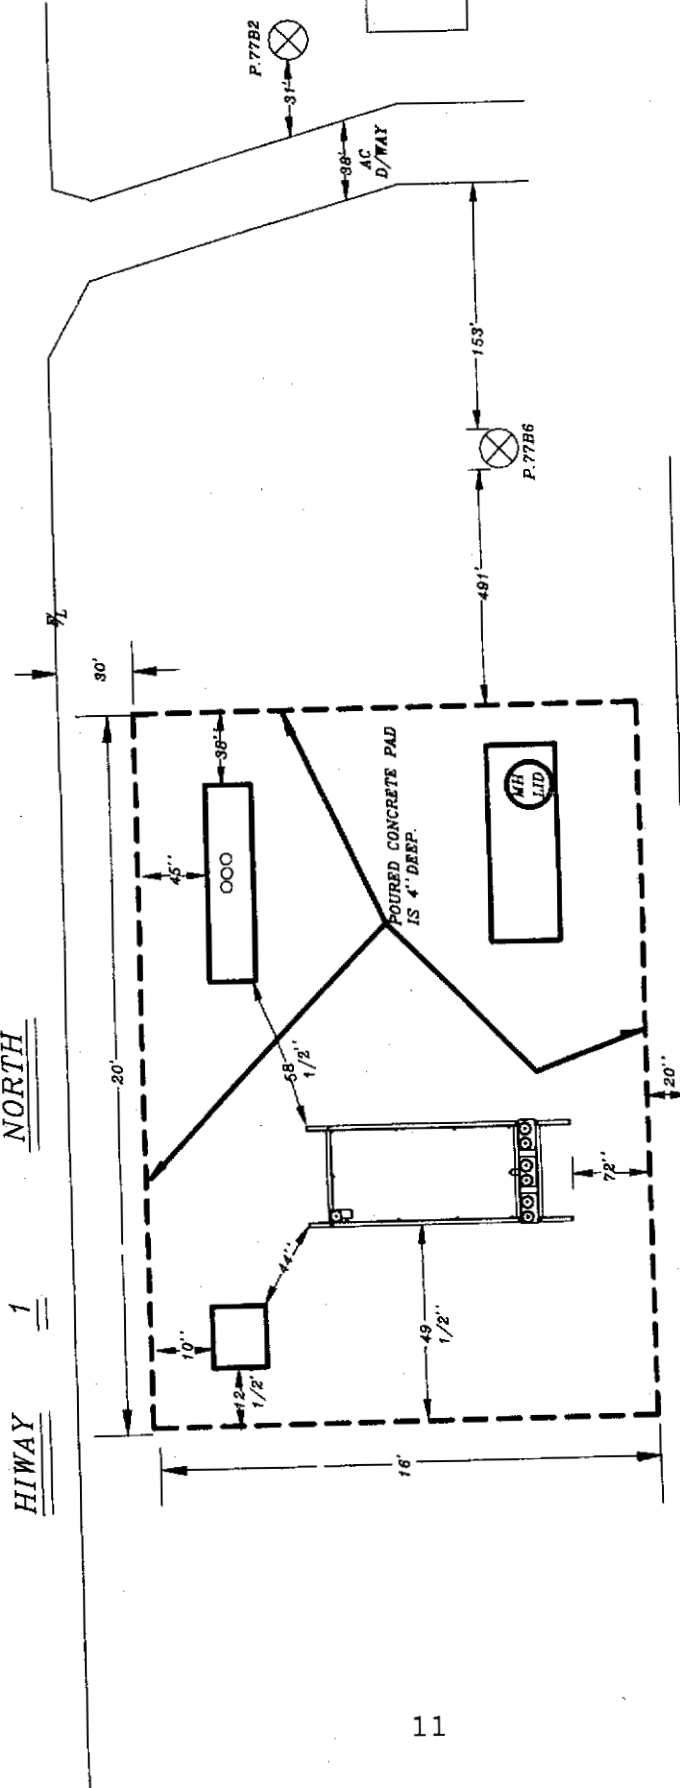 P.77B2
31'
38'
AC
D/WAY
153'
P.77B6
491'
30'
38''
45''
OOO
POURED CONCRETE PAD
IS 4'' DEEP.
MH
LID
HIWAY 1 NORTH
20'
58
1/2''
20''
72''
44''
10''
49
1/2''
12
1/2'
16'
11